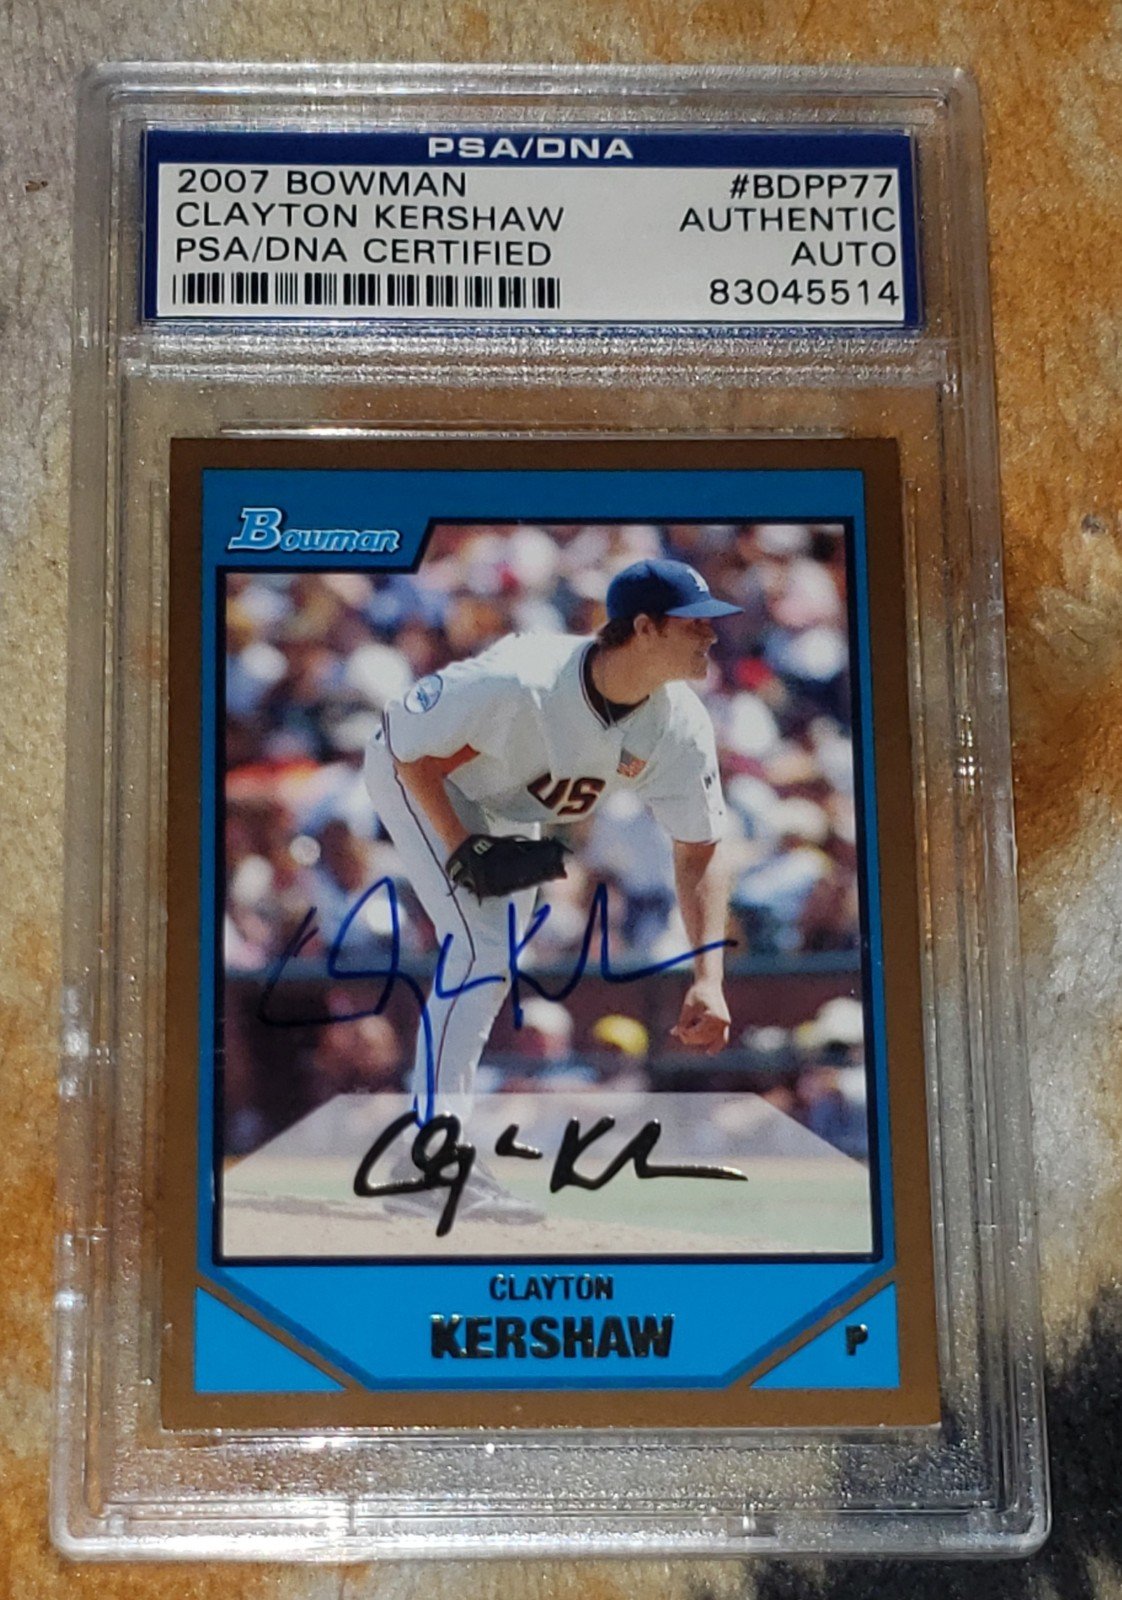 PSA/DNA
2007 BOWMAN #BDPP77
CLAYTON KERSHAW AUTHENTIC
PSA/DNA CERTIFIED AUTO
83045514
Bowman
US
CLAYTON
KERSHAW
P